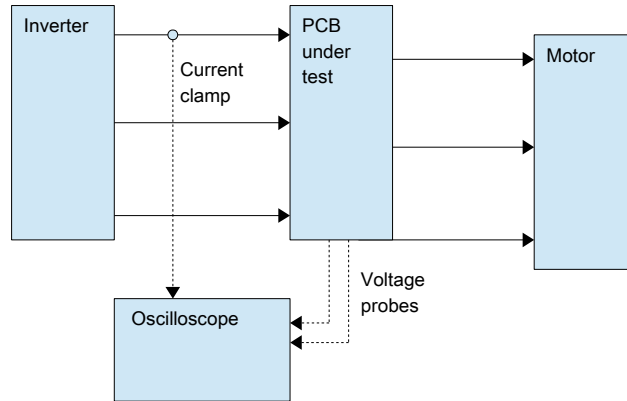 Inverter
PCB
under
test
Motor
Current
clamp
Voltage
probes
Oscilloscope